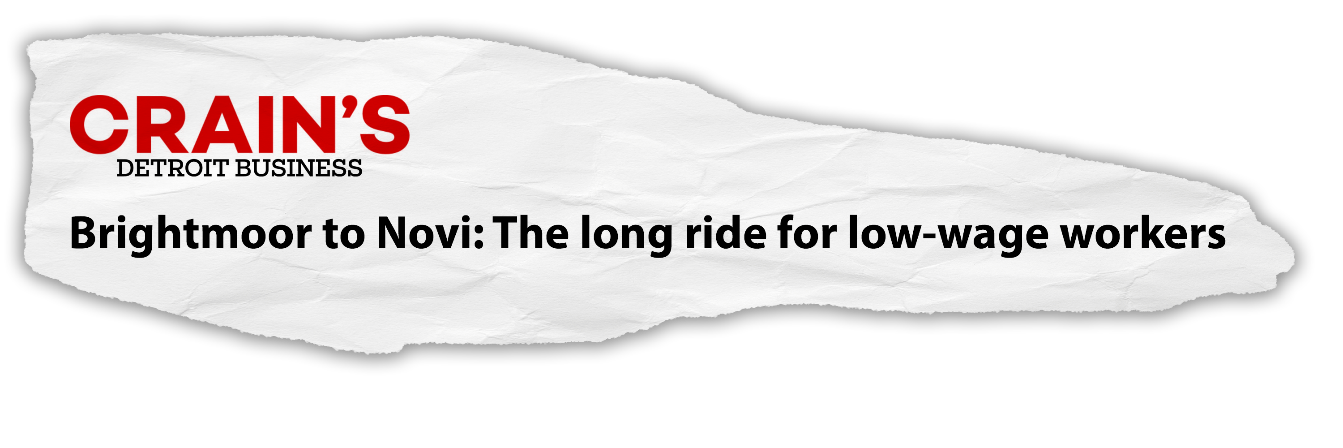 CRAIN'S
DETROIT BUSINESS
Brightmoor to Novi: The long ride for low-wage workers